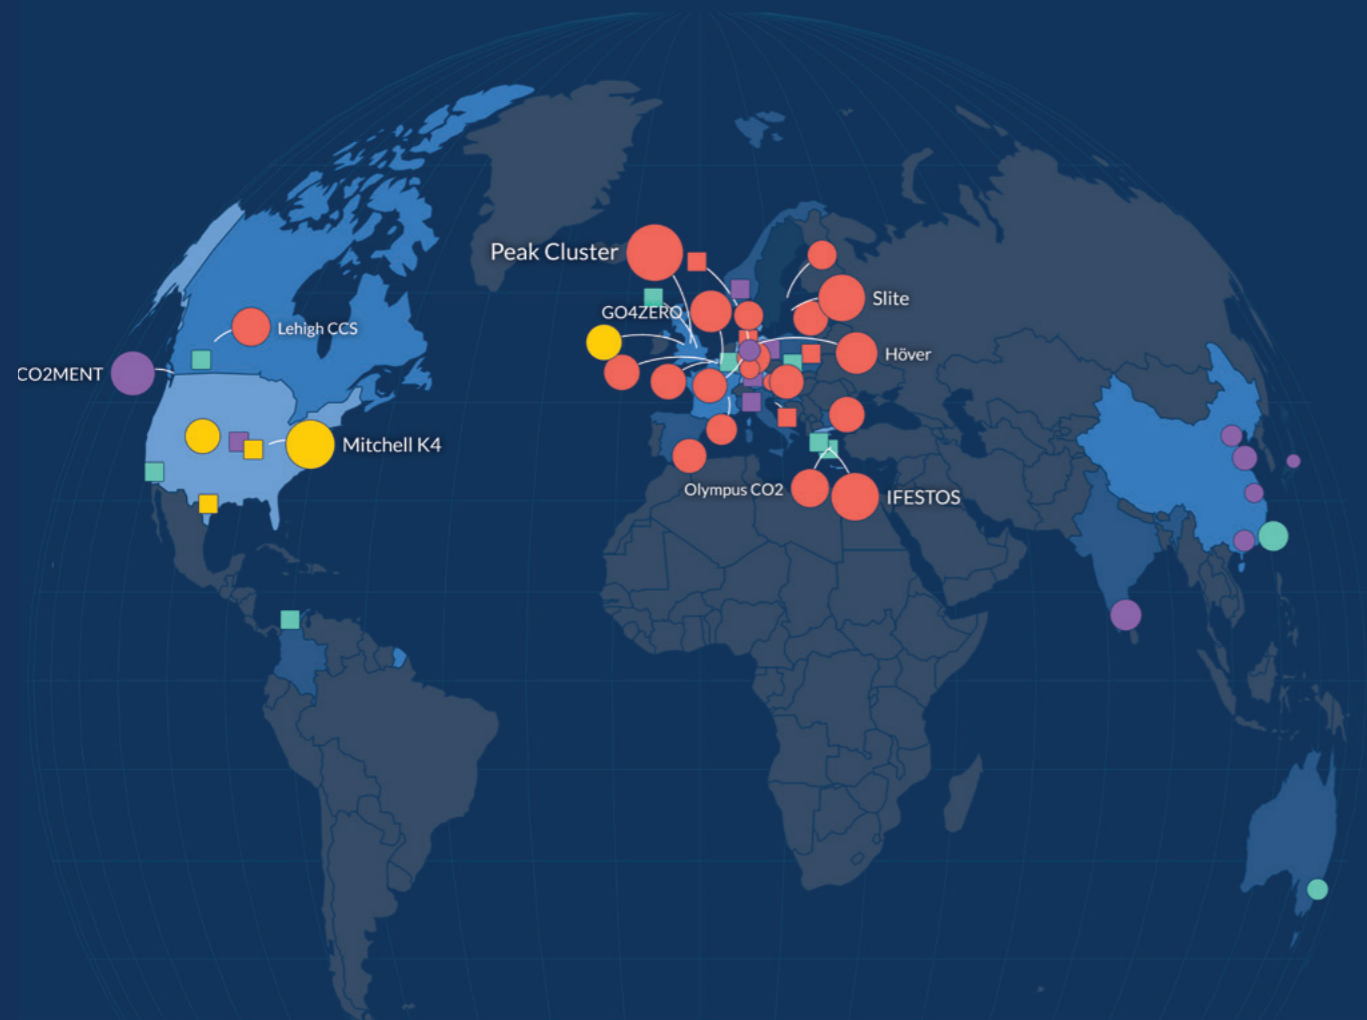 Peak Cluster
Slite
GO4ZERO
Lehigh CCS
Höver
CO2MENT
Mitchell K4
Olympus CO2
IFESTOS